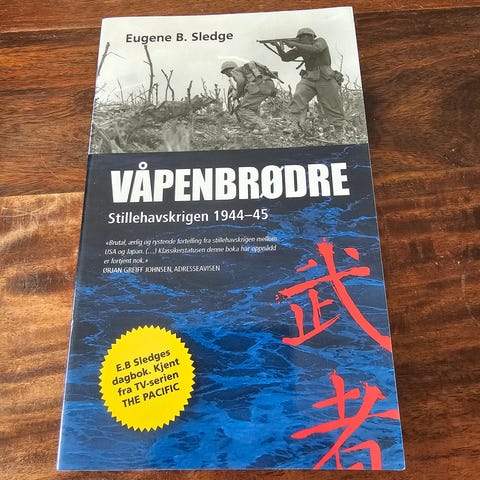 Eugene B. Sledge
VÅPENBRØDRE
Stillehavskrigen 1944–45
«Brutal, ærlig og rystende fortelling fra stillehavskrigen mellom
USA og Japan. (...) Klassikerstatusen denne boka har oppnådd
er fortjent nok.»
ØRJAN GREIFF JOHNSEN, ADRESSEAVISEN
武
者
E.B Sledges
dagbok. Kjent
fra TV-serien
THE PACIFIC